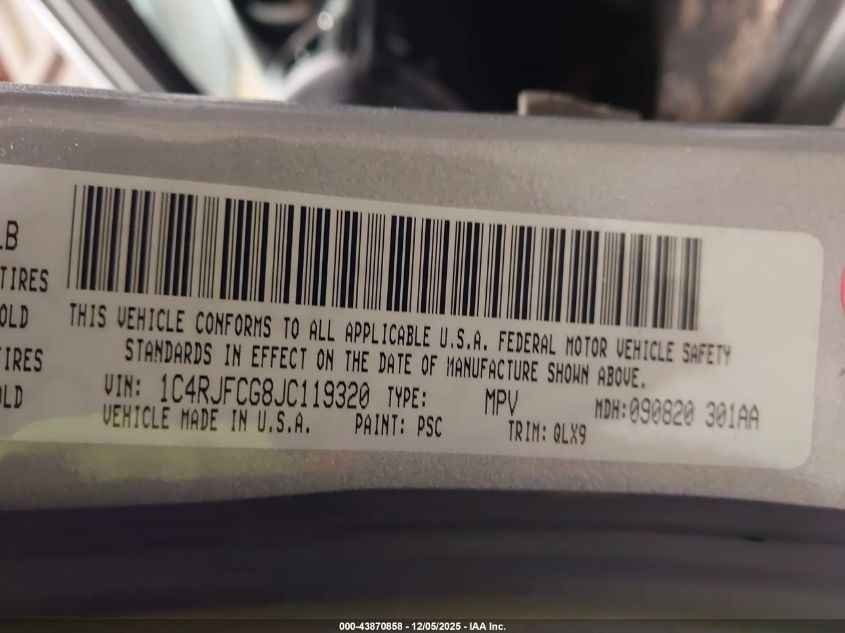 LB
TIRES
OLD
TIRES
OLD
THIS VEHICLE CONFORMS TO ALL APPLICABLE U.S.A. FEDERAL MOTOR VEHICLE SAFETY
STANDARDS IN EFFECT ON THE DATE OF MANUFACTURE SHOWN ABOVE.
VIN: 1C4RJFCG8JC119320 TYPE: MPV MDH:090820 301AA
VEHICLE MADE IN U.S.A. PAINT: PSC TRIM: QLX9
000-43870858 - 12/05/2025 - IAA Inc.